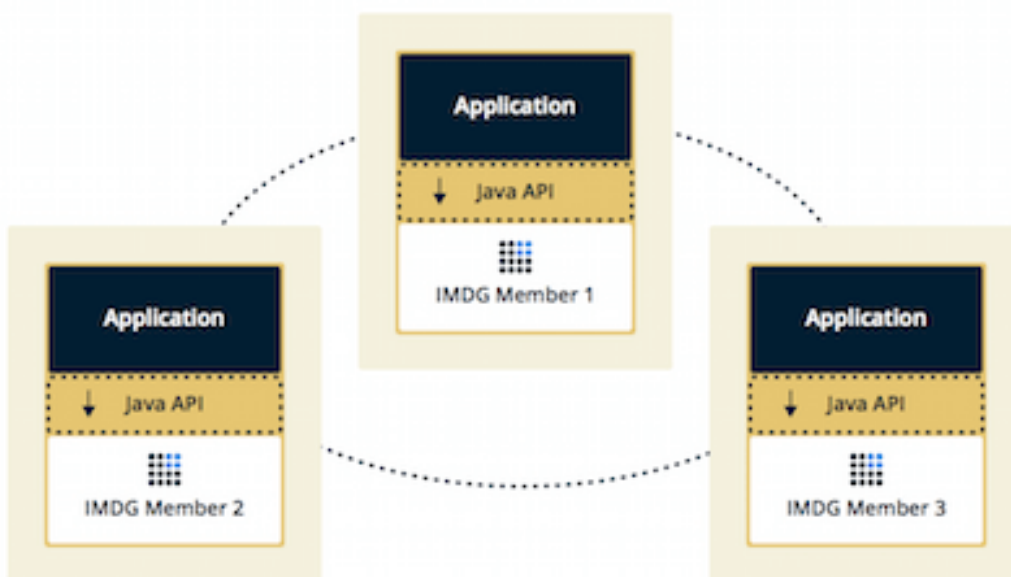 Application
Java API
IMDG Member 1
Application
Java API
IMDG Member 2
Application
Java API
IMDG Member 3